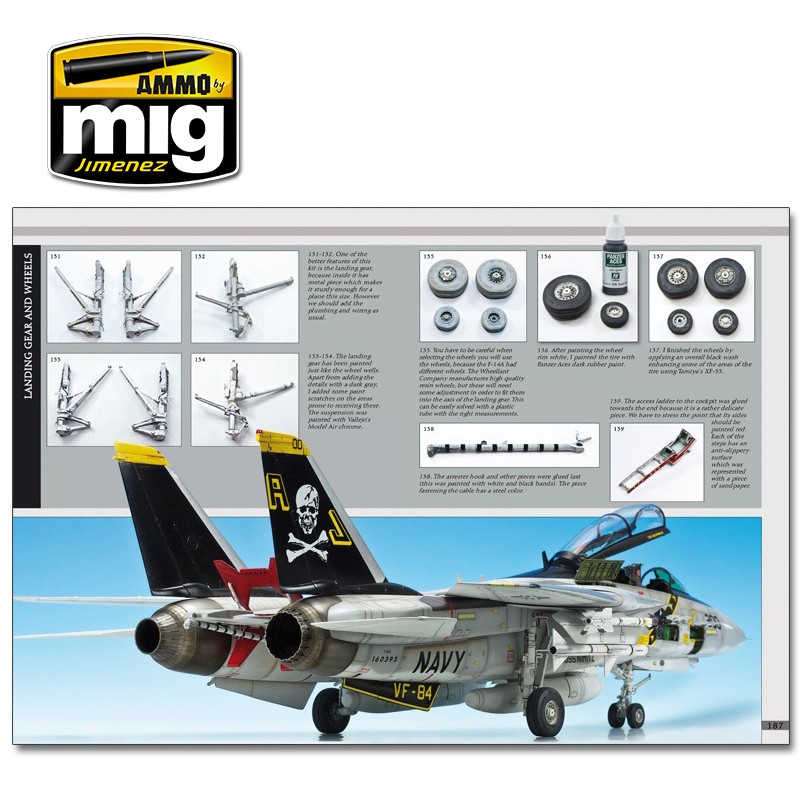 AMMO by
mig
Jimenez
LANDING GEAR AND WHEELS
151
152
151-152. One of the
better features of this
kit is the landing gear,
because inside it has
metal piece which makes
it sturdy enough for a
plane this size. However
we should add the
plumbing and wiring as
usual.
153
154
153-154. The landing
gear has been painted
just like the wheel wells.
Apart from adding the
details with a dark gray,
I added some paint
scratches on the areas
prone to receiving these.
The suspension was
painted with Vallejo's
Model Air chrome.
155
155. You have to be careful when
selecting the wheels you will use
the wheels, because the F-14A had
different wheels. The Wheeliant
Company manufactures high quality
resin wheels, but these will need
some adjustment in order to fit them
into the axis of the landing gear. This
can be easily solved with a plastic
tube with the right measurements.
156
PANZER
ACES
156. After painting the wheel
rim white, I painted the tire with
Panzer Aces dark rubber paint.
157
157. I finished the wheels by
applying an overall black wash
enhancing some of the areas of the
tire using Tamiya's XF-55.
158
158. The arrester hook and other pieces were glued last
(this was painted with white and black bands). The piece
fastening the cable has a steel color.
159. The access ladder to the cockpit was glued
towards the end because it is a rather delicate
piece. We have to stress the point that its sides
should be
painted red.
Each of the
steps has an
anti-slippery
surface
which was
represented
with a piece
of sand paper.
159
A
J
00
160393
NAVY
VF-84
USS NIMITZ
187